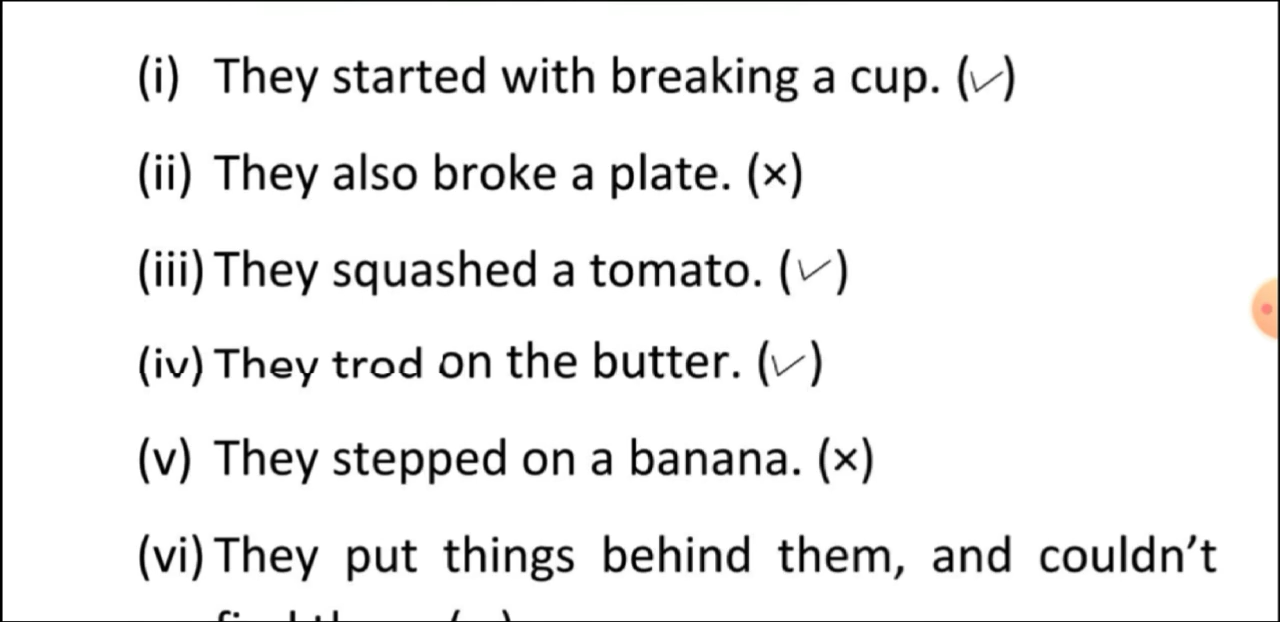 (i) They started with breaking a cup. (✓)
(ii) They also broke a plate. (×)
(iii) They squashed a tomato. (✓)
(iv) They trod on the butter. (✓)
(v) They stepped on a banana. (×)
(vi) They put things behind them, and couldn't